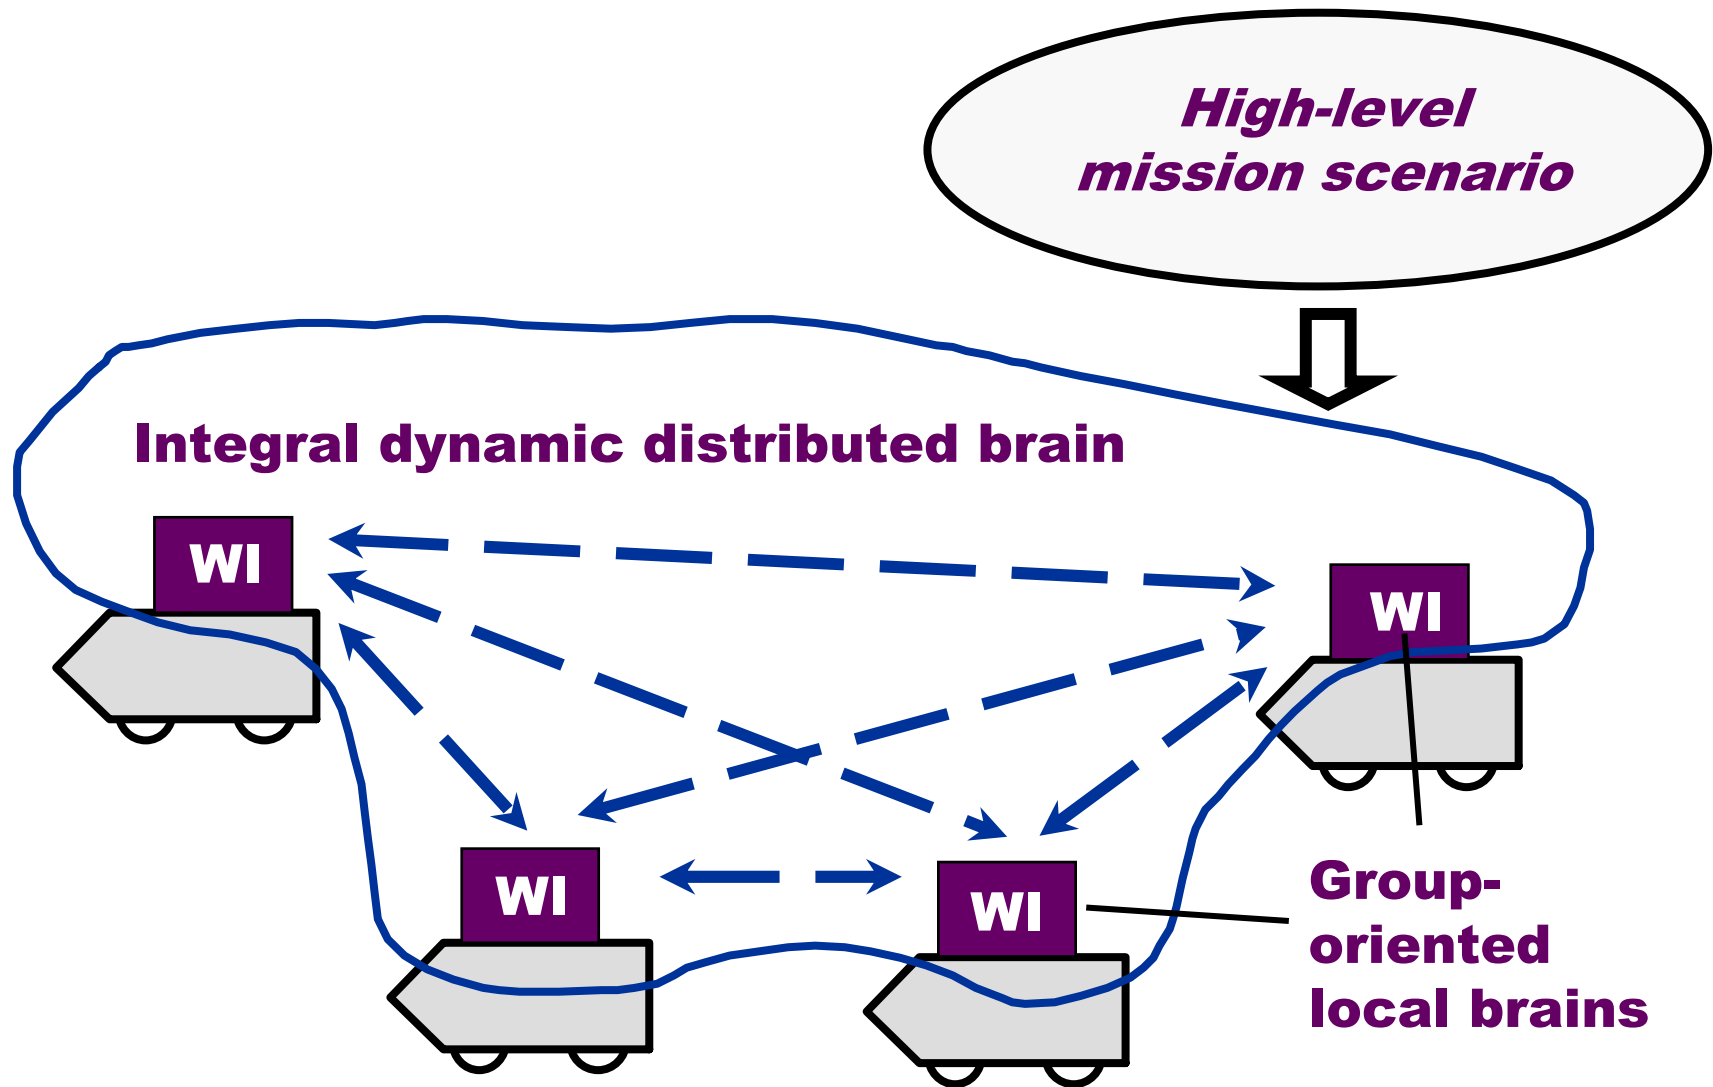 High-level
mission scenario
Integral dynamic distributed brain
WI
WI
WI
WI
Group-
oriented
local brains